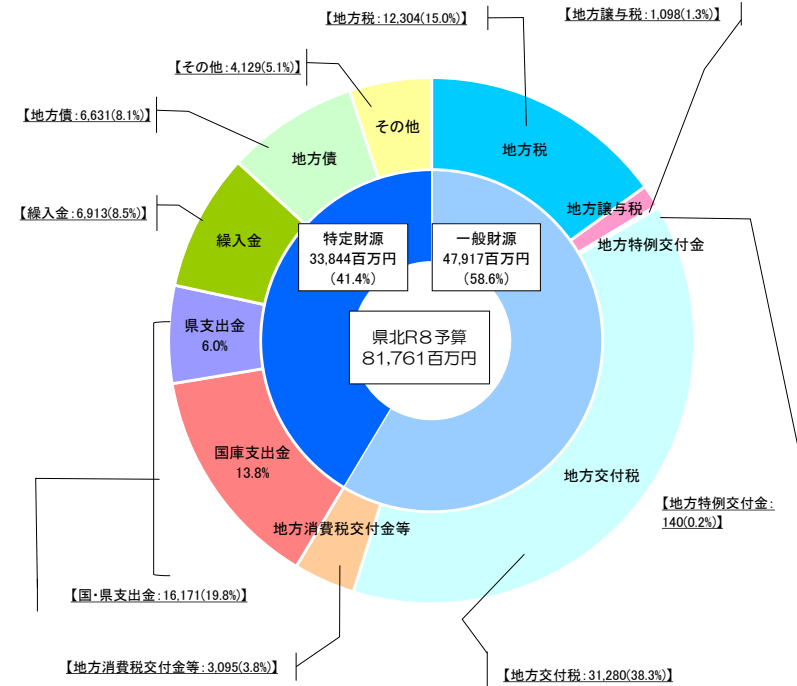 【地方税：12,304(15.0%)】
【地方譲与税：1,098(1.3%)】
【その他：4,129(5.1%)】
【地方債：6,631(8.1%)】
その他
地方税
地方債
【繰入金：6,913(8.5%)】
地方譲与税
繰入金
特定財源
33,844百万円
（41.4%）
一般財源
47,917百万円
（58.6%）
地方特例交付金
県支出金
6.0%
県北R８予算
８１,７６１百万円
国庫支出金
13.8%
地方交付税
【地方特例交付金：
140(0.2%)】
地方消費税交付金等
【国・県支出金：16,171(19.8%)】
【地方消費税交付金等：3,095(3.8%)】
【地方交付税：31,280(38.3%)】